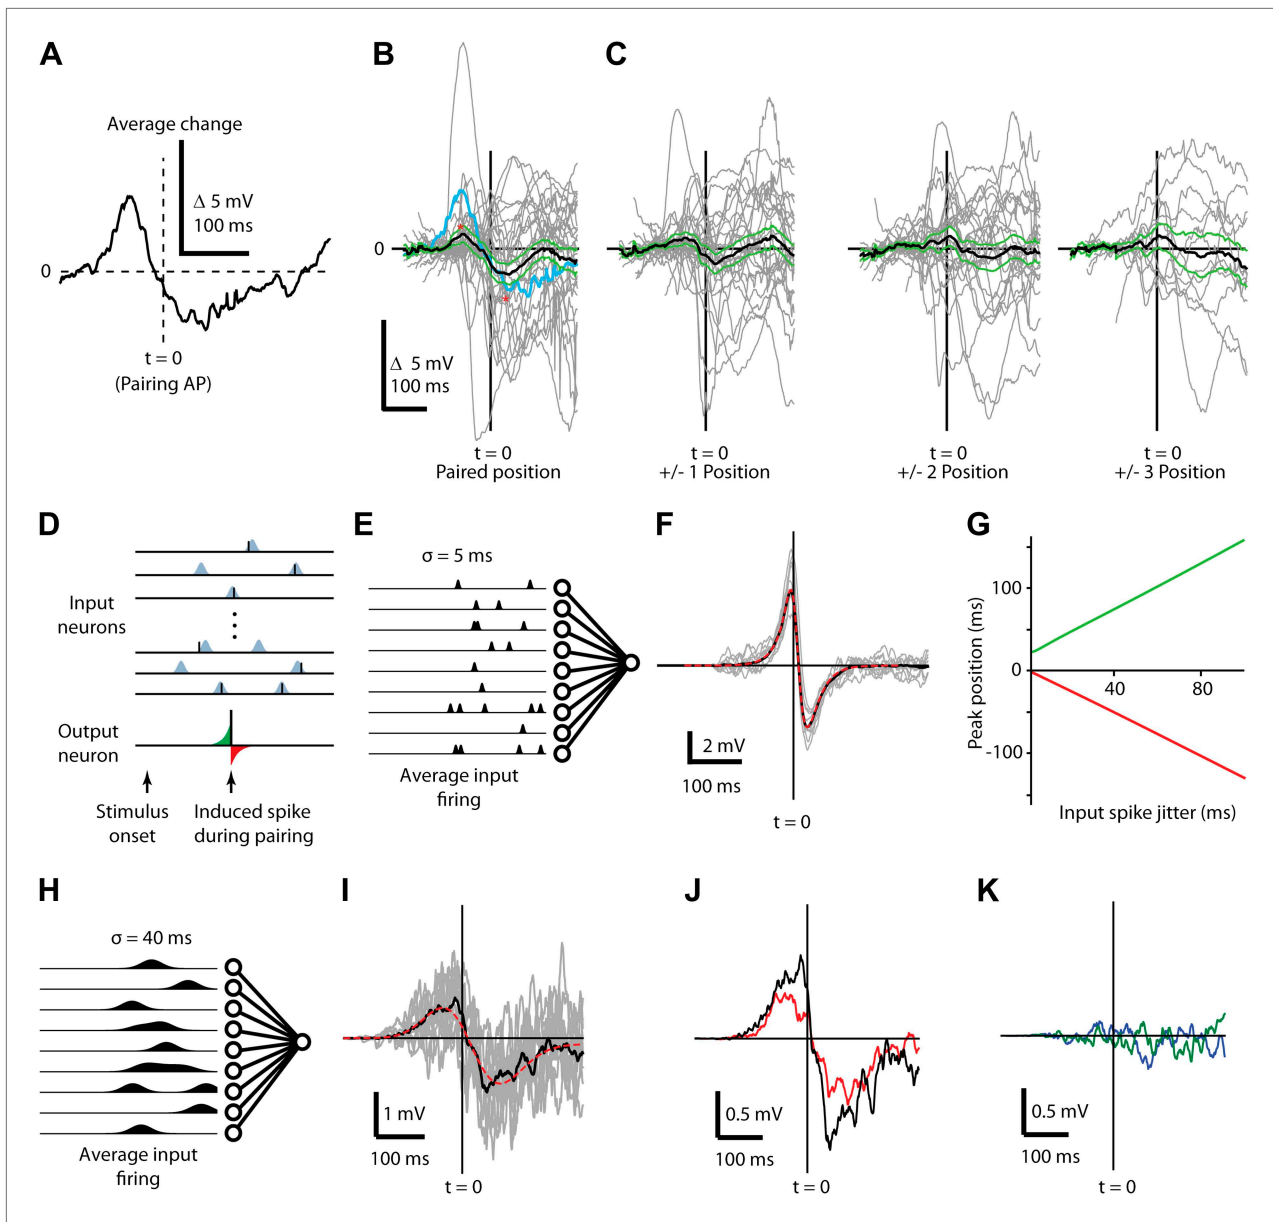 A
B
C
Average change
Δ 5 mV
100 ms
0
t = 0
(Pairing AP)
0
Δ 5 mV
100 ms
t = 0
Paired position
t = 0
+/- 1 Position
t = 0
+/- 2 Position
t = 0
+/- 3 Position
D
E
F
G
Input
neurons
Output
neuron
Stimulus
onset
Induced spike
during pairing
σ = 5 ms
Average input
firing
2 mV
100 ms
t = 0
Peak position (ms)
100
0
-100
40
80
Input spike jitter (ms)
H
I
J
K
σ = 40 ms
Average input
firing
1 mV
100 ms
t = 0
0.5 mV
100 ms
t = 0
0.5 mV
100 ms
t = 0